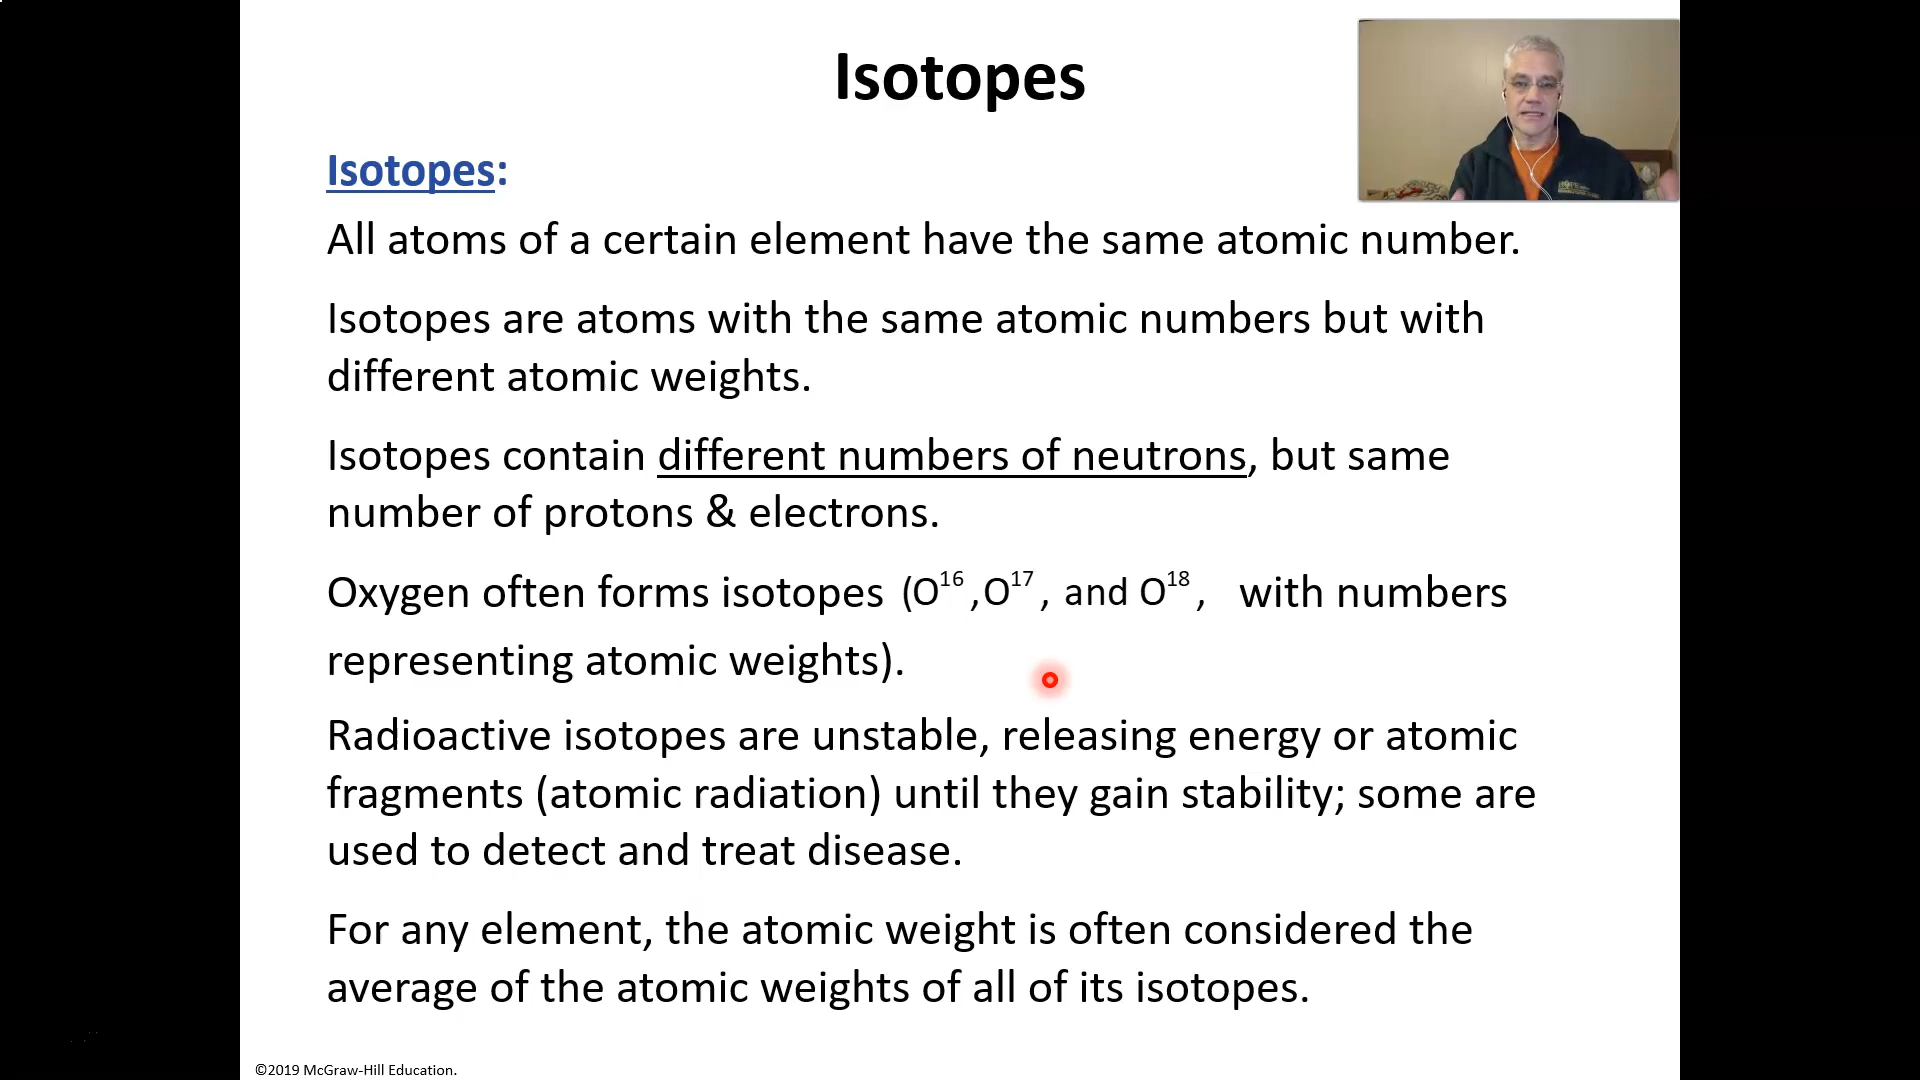 Isotopes
Isotopes:
All atoms of a certain element have the same atomic number.
Isotopes are atoms with the same atomic numbers but with
different atomic weights.
Isotopes contain different numbers of neutrons, but same
number of protons & electrons.
Oxygen often forms isotopes (O¹⁶,O¹⁷, and O¹⁸, with numbers
representing atomic weights).
Radioactive isotopes are unstable, releasing energy or atomic
fragments (atomic radiation) until they gain stability; some are
used to detect and treat disease.
For any element, the atomic weight is often considered the
average of the atomic weights of all of its isotopes.
©2019 McGraw-Hill Education.